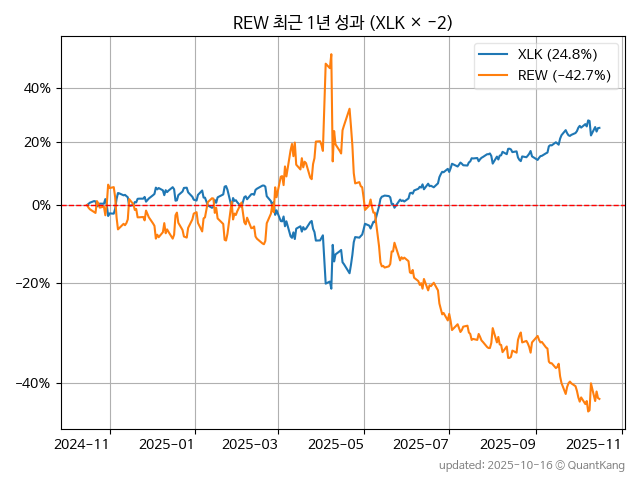 REW 최근 1년 성과 (XLK × -2)
XLK (24.8%)
REW (-42.7%)
40%
20%
0%
-20%
-40%
2024-11 2025-01 2025-03 2025-05 2025-07 2025-09 2025-11
updated: 2025-10-16 © QuantKang